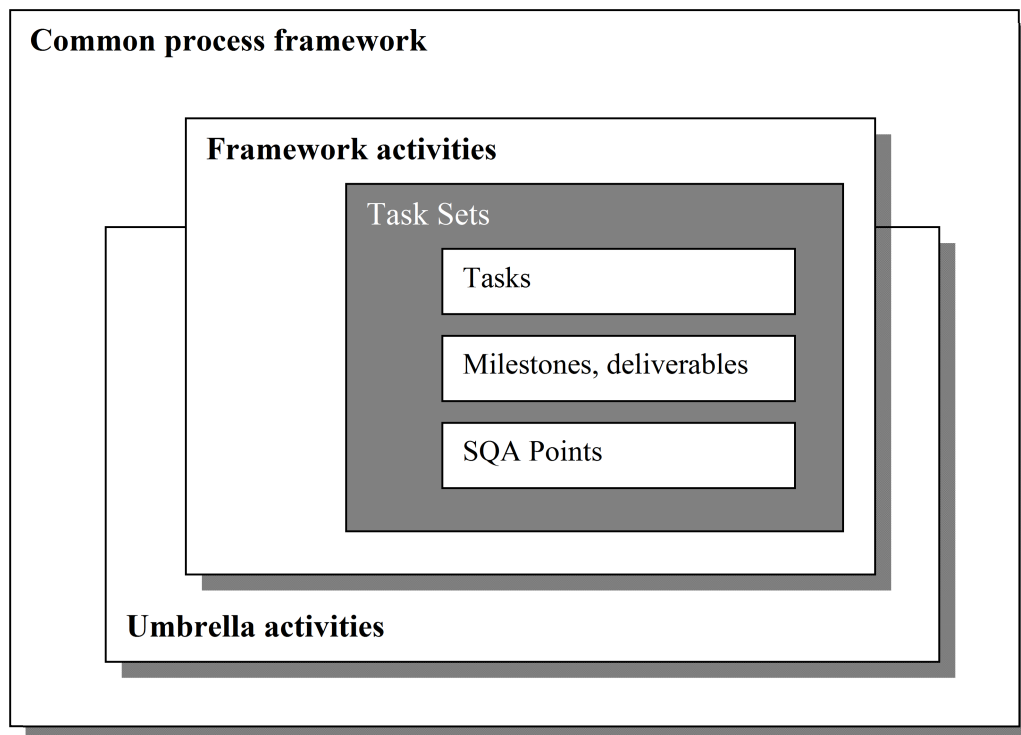 Common process framework
Framework activities
Task Sets
Tasks
Milestones, deliverables
SQA Points
Umbrella activities